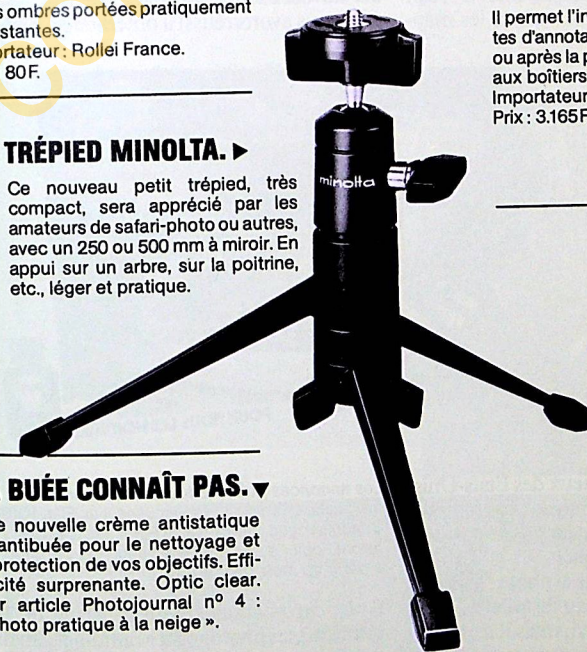 s ombres portées pratiquement
stantes.
rtateur : Rollei France.
80F.
TRÉPIED MINOLTA. ▶
Ce nouveau petit trépied, très
compact, sera apprécié par les
amateurs de safari-photo ou autres,
avec un 250 ou 500 mm à miroir. En
appui sur un arbre, sur la poitrine,
etc., léger et pratique.
BUÉE CONNAÎT PAS. ▼
e nouvelle crème antistatique
antibuée pour le nettoyage et
protection de vos objectifs. Effi-
cité surprenante. Optic clear.
r article Photojournal n° 4 :
hoto pratique à la neige ».
minolta
Il permet l'in
tes d'annota
ou après la p
aux boîtiers
Importateur
Prix : 3.165F